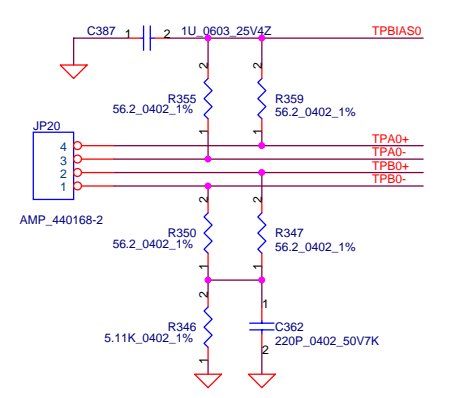 C387 1 2 1U_0603_25V4Z TPBIAS0
2 2
R355 R359
56.2_0402_1% 56.2_0402_1%
1 1
JP20
4 TPA0+
3 TPA0-
2 TPB0+
1 TPB0-
AMP_440168-2
2 2
R350 R347
56.2_0402_1% 56.2_0402_1%
1 1
2 1
R346 C362
5.11K_0402_1% 220P_0402_50V7K
1 2